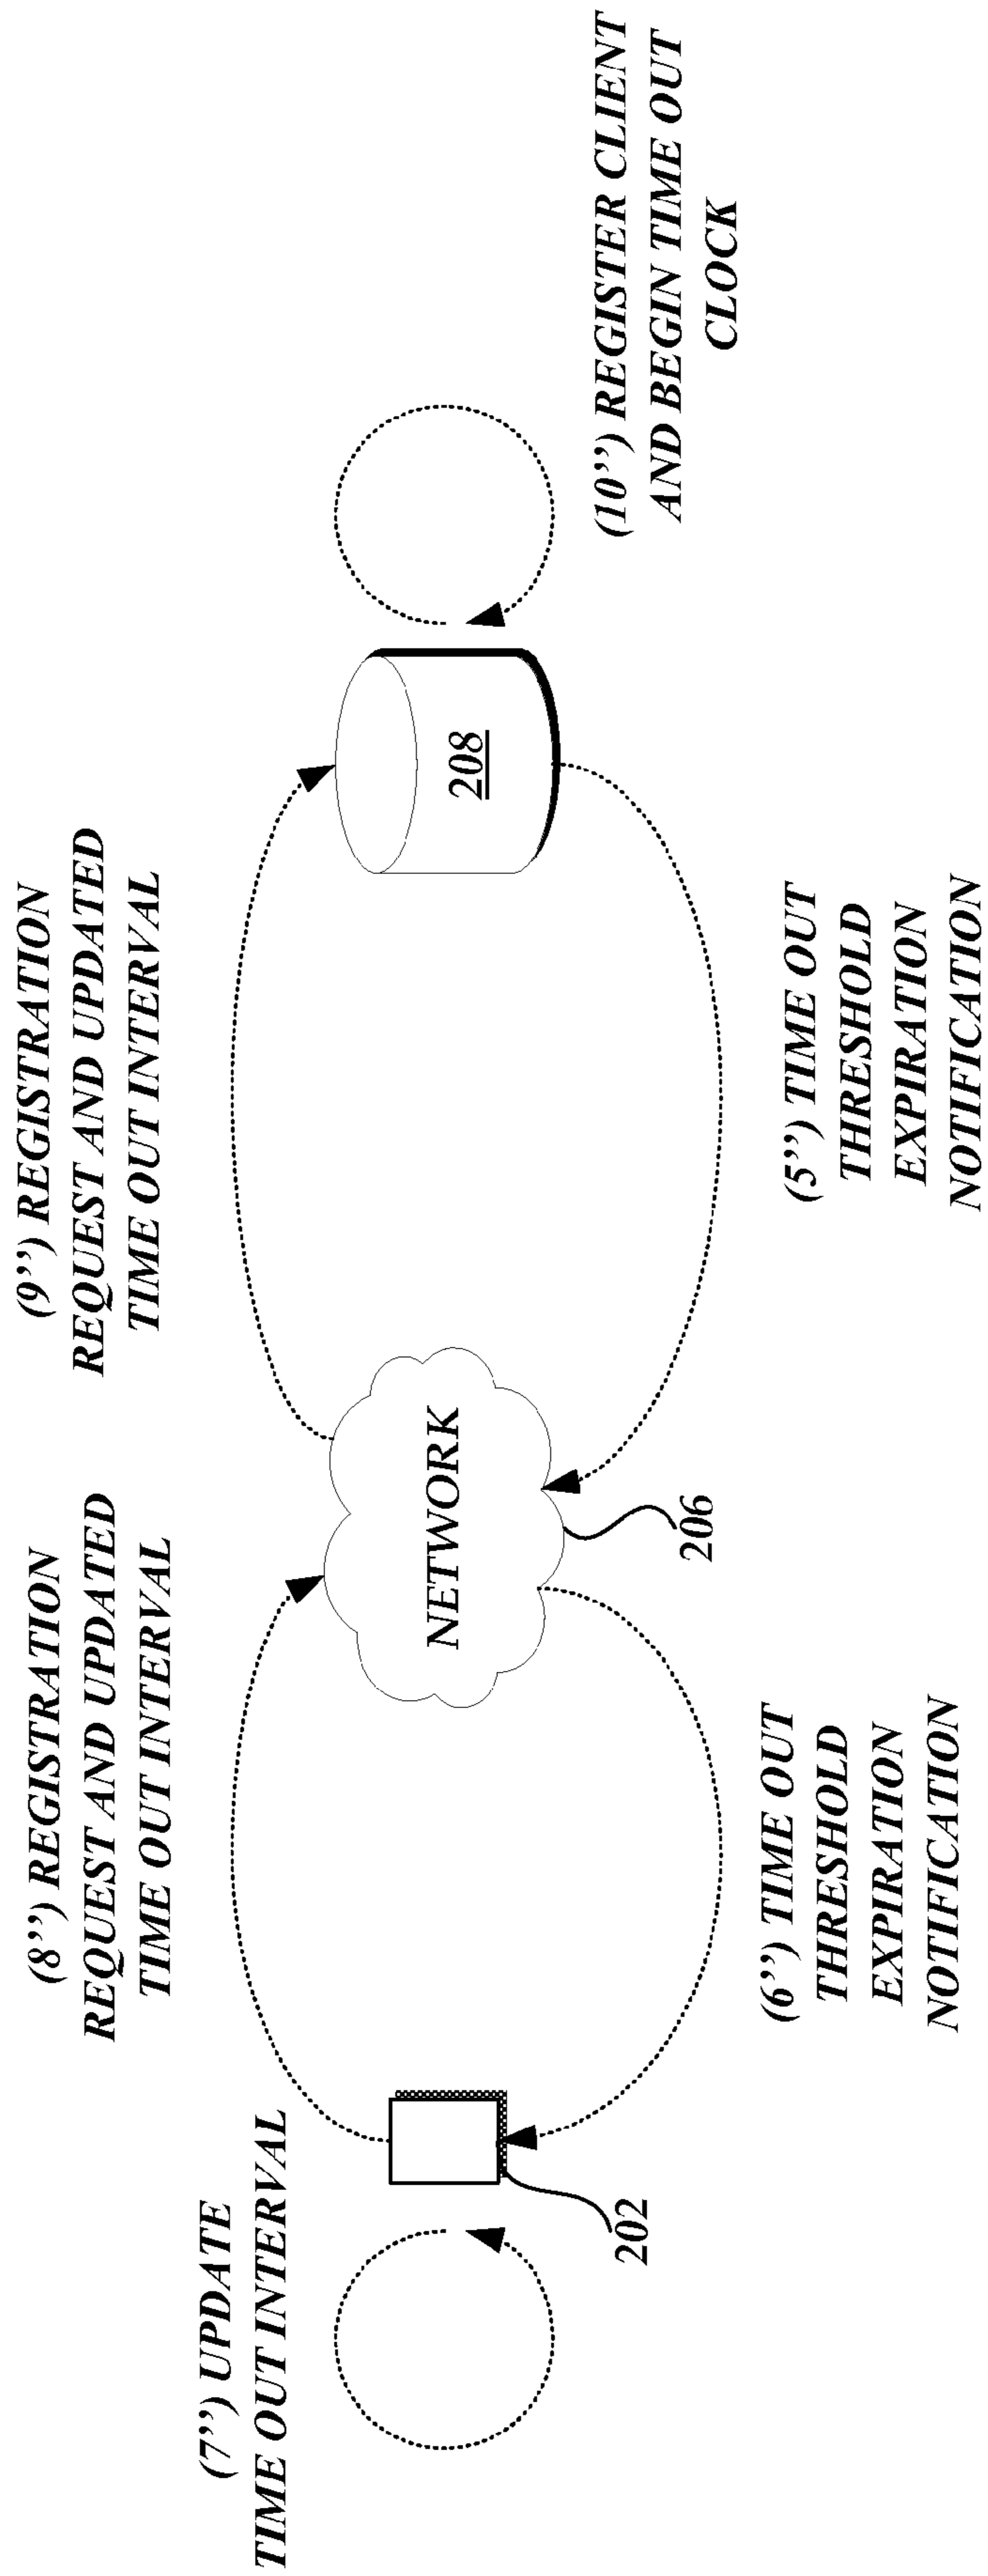 (7’’) UPDATE
TIME OUT INTERVAL
(8’’) REGISTRATION
REQUEST AND UPDATED
TIME OUT INTERVAL
(9’’) REGISTRATION
REQUEST AND UPDATED
TIME OUT INTERVAL
202
NETWORK
206
208
(10’’) REGISTER CLIENT
AND BEGIN TIME OUT
CLOCK
(6’’) TIME OUT
THRESHOLD
EXPIRATION
NOTIFICATION
(5’’) TIME OUT
THRESHOLD
EXPIRATION
NOTIFICATION